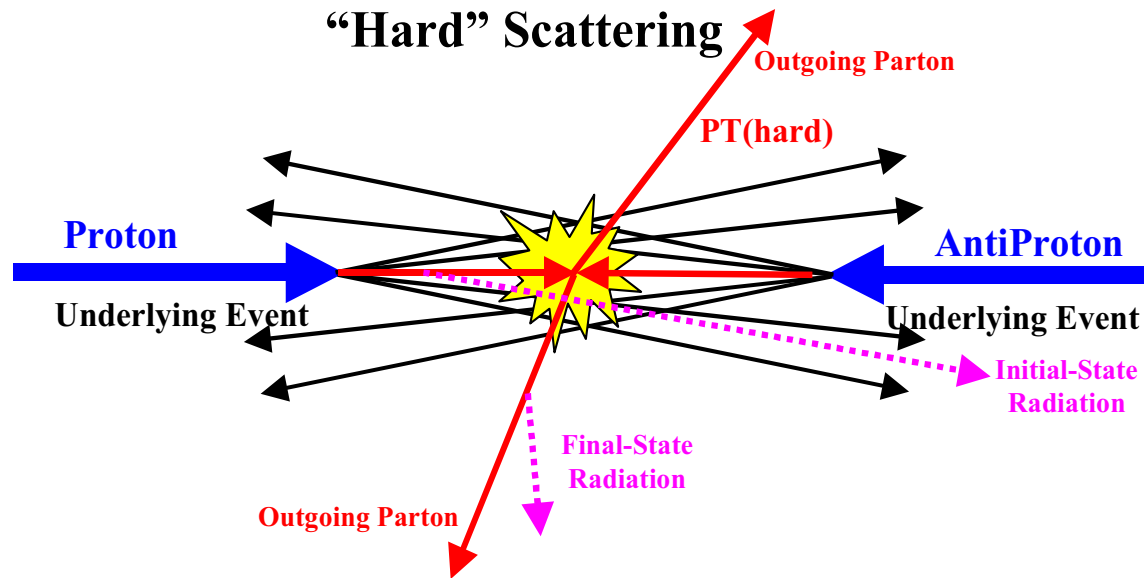 “Hard” Scattering
Outgoing Parton
PT(hard)
Proton
AntiProton
Underlying Event
Underlying Event
Initial-State
Radiation
Final-State
Radiation
Outgoing Parton